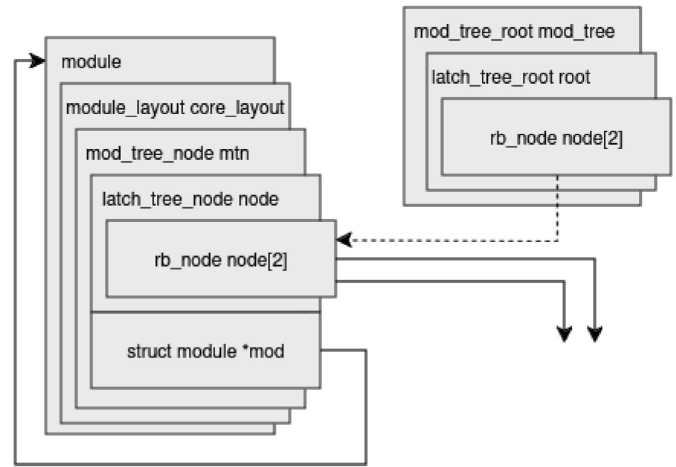 module
module_layout core_layout
mod_tree_node mtn
latch_tree_node node
rb_node node[2]
struct module *mod
mod_tree_root mod_tree
latch_tree_root root
rb_node node[2]